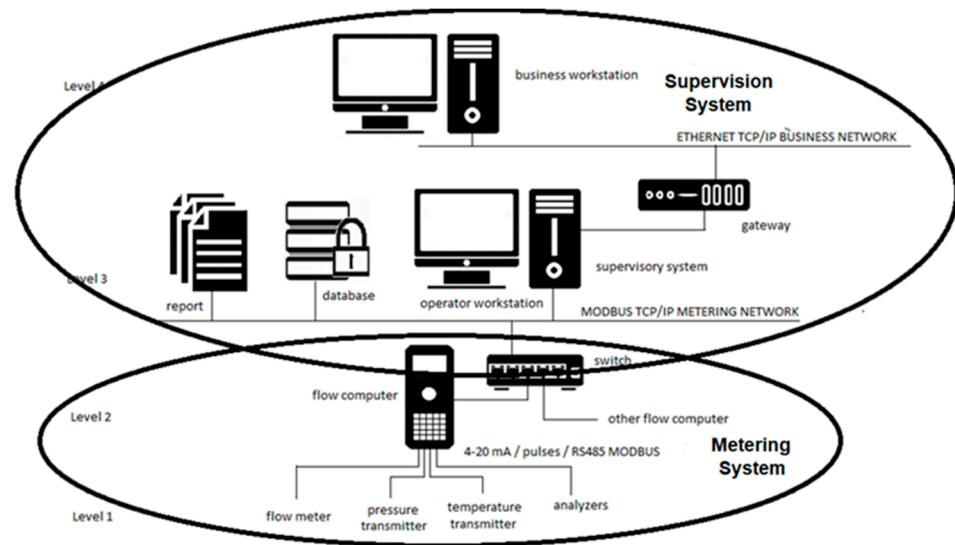 Level 4
business workstation
Supervision
System
ETHERNET TCP/IP BUSINESS NETWORK
gateway
supervisory system
Level 3
report
database
operator workstation
MODBUS TCP/IP METERING NETWORK
switch
flow computer
Level 2
other flow computer
4-20 mA / pulses / RS485 MODBUS
Metering
System
Level 1
flow meter
pressure
transmitter
temperature
transmitter
analyzers